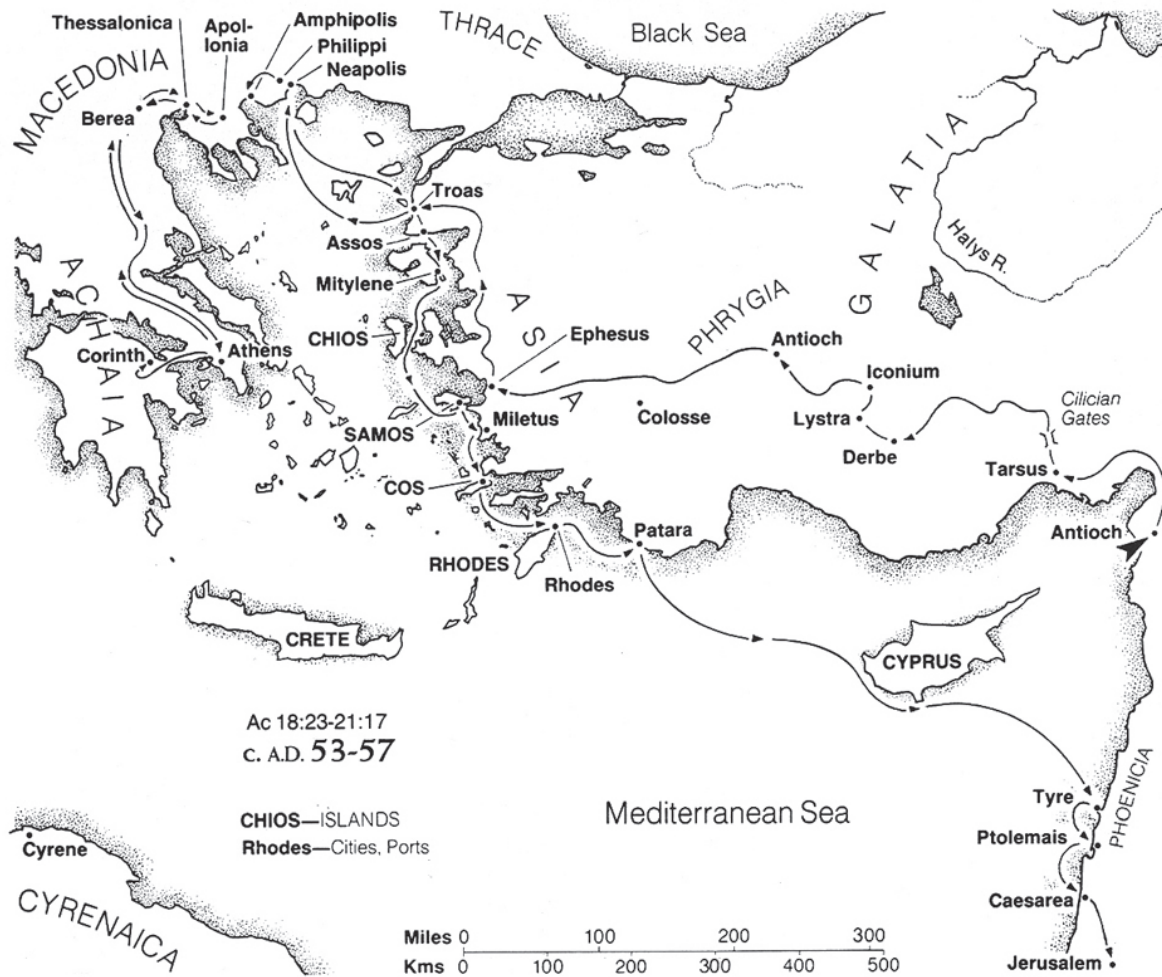 Thessalonica
Apol-
lonia
Amphipolis
Philippi
Neapolis
THRACE
Black Sea
MACEDONIA
Berea
GALATIA
Halys R.
Troas
Assos
Mitylene
ASIA
PHRYGIA
ACHAIA
CHIOS
Ephesus
Antioch
Corinth
Athens
Iconium
Colosse
Lystra
Cilician
Gates
SAMOS
Miletus
Derbe
Tarsus
COS
Patara
Antioch
RHODES
Rhodes
CRETE
CYPRUS
Ac 18:23-21:17
c. A.D. 53-57
Mediterranean Sea
Tyre
PHOENICIA
CHIOS—ISLANDS
Rhodes—Cities, Ports
Ptolemais
Cyrene
Caesarea
CYRENAICA
Miles 0 100 200 300
Kms 0 100 200 300 400 500
Jerusalem